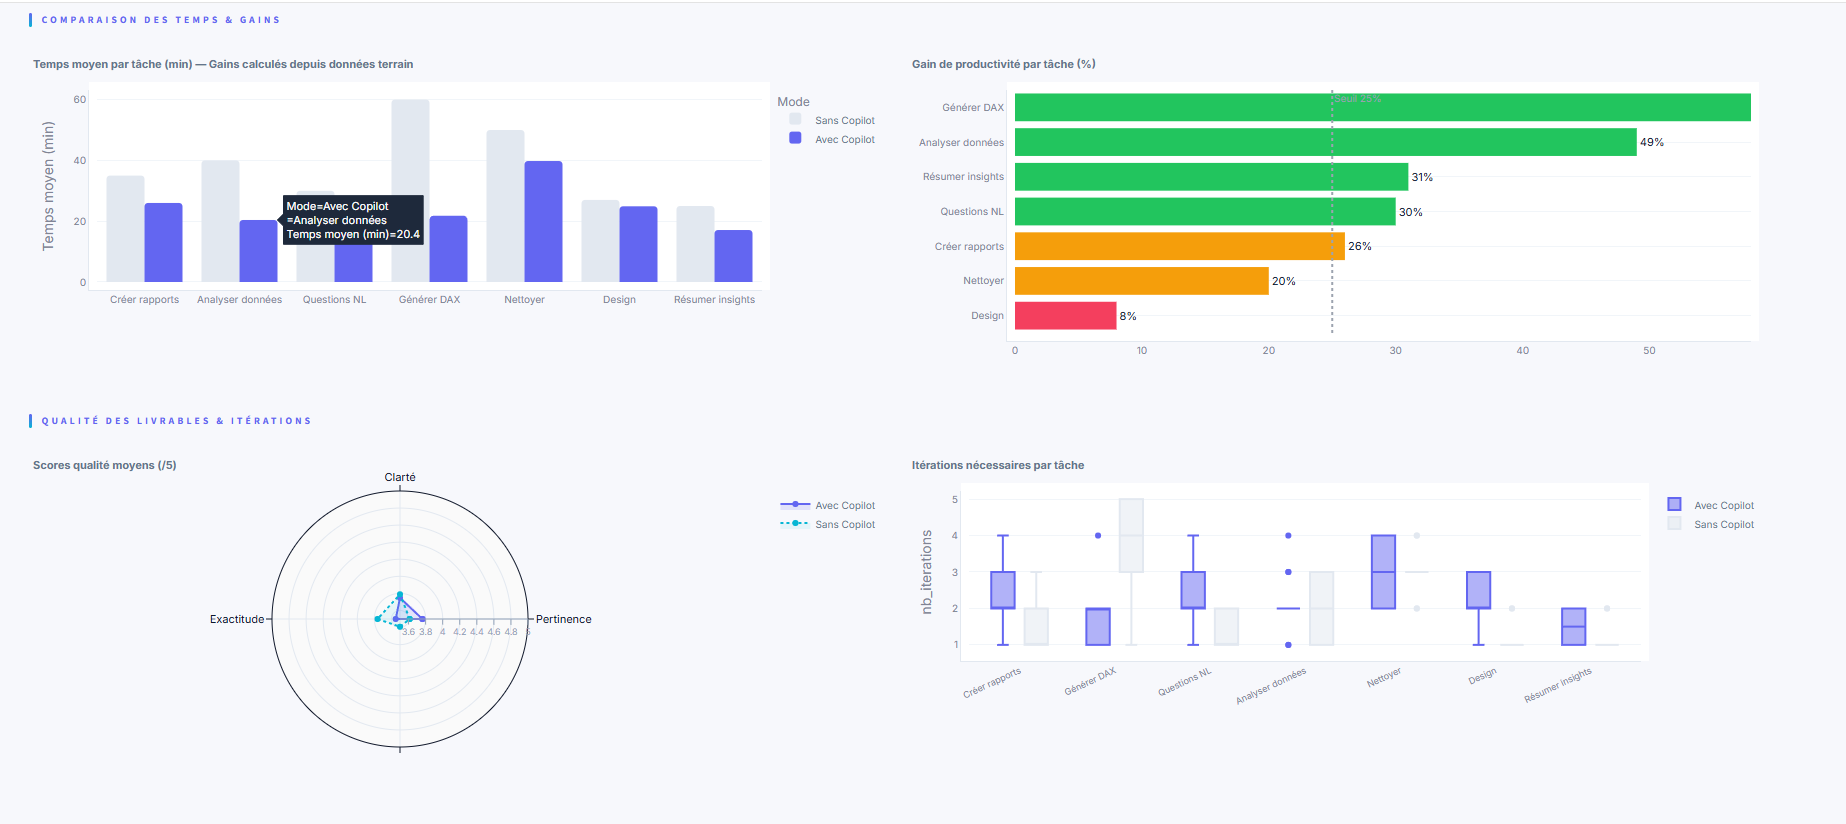 COMPARAISON DES TEMPS & GAINS
Temps moyen par tâche (min) — Gains calculés depuis données terrain
Temps moyen (min)
60
40
20
0
Créer rapports
Analyser données
Questions NL
Générer DAX
Nettoyer
Design
Résumer insights
Mode
Sans Copilot
Avec Copilot
Mode=Avec Copilot
=Analyser données
Temps moyen (min)=20.4
Gain de productivité par tâche (%)
Seuil 25%
Générer DAX
Analyser données
49%
Résumer insights
31%
Questions NL
30%
Créer rapports
26%
Nettoyer
20%
Design
8%
0
10
20
30
40
50
QUALITÉ DES LIVRABLES & ITÉRATIONS
Scores qualité moyens (/5)
Clarté
Exactitude
Pertinence
3.6
3.8
4
4.2
4.4
4.6
4.8
5
Avec Copilot
Sans Copilot
Itérations nécessaires par tâche
nb_iterations
5
4
3
2
1
Créer rapports
Générer DAX
Questions NL
Analyser données
Nettoyer
Design
Résumer insights
Avec Copilot
Sans Copilot